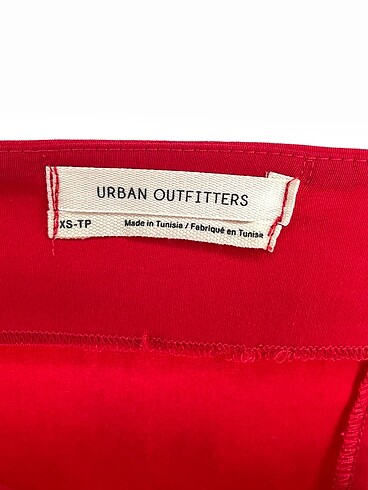 URBAN OUTFITTERS
XS-TP Made in Tunisia / Fabriqué en Tunisie